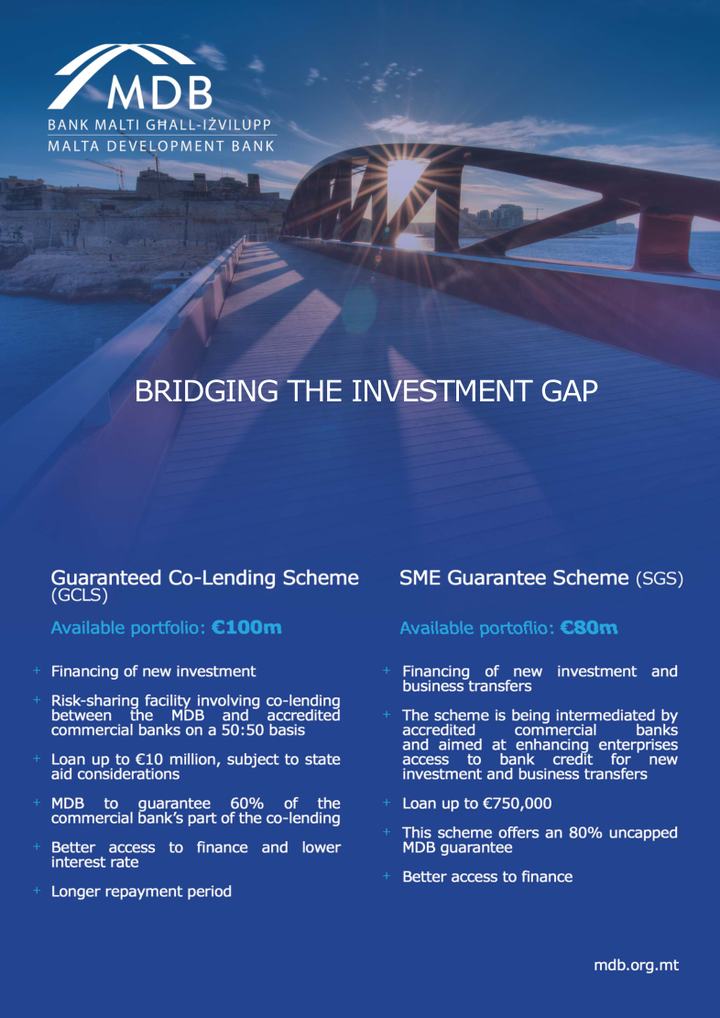 MDB
BANK MALTI GĦALL-IŻVILUPP
MALTA DEVELOPMENT BANK
BRIDGING THE INVESTMENT GAP
Guaranteed Co-Lending Scheme
(GCLS)
Available portfolio: €100m
+ Financing of new investment
+ Risk-sharing facility involving co-lending
between the MDB and accredited
commercial banks on a 50:50 basis
+ Loan up to €10 million, subject to state
aid considerations
+ MDB to guarantee 60% of the
commercial bank’s part of the co-lending
+ Better access to finance and lower
interest rate
+ Longer repayment period
SME Guarantee Scheme (SGS)
Available portoflio: €80m
+ Financing of new investment and
business transfers
+ The scheme is being intermediated by
accredited commercial banks
and aimed at enhancing enterprises
access to bank credit for new
investment and business transfers
+ Loan up to €750,000
+ This scheme offers an 80% uncapped
MDB guarantee
+ Better access to finance
mdb.org.mt